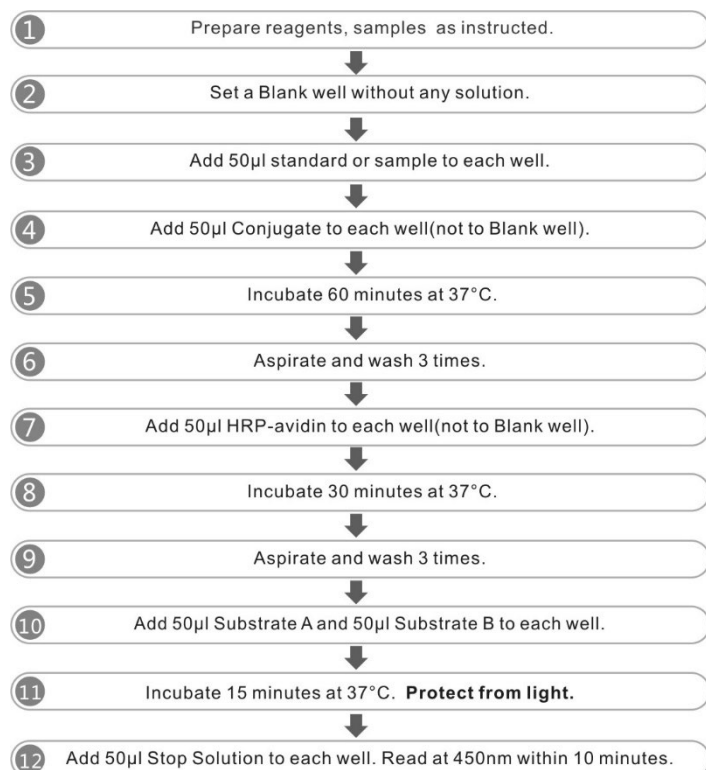 1 Prepare reagents, samples as instructed.
2 Set a Blank well without any solution.
3 Add 50μl standard or sample to each well.
4 Add 50μl Conjugate to each well(not to Blank well).
5 Incubate 60 minutes at 37°C.
6 Aspirate and wash 3 times.
7 Add 50μl HRP-avidin to each well(not to Blank well).
8 Incubate 30 minutes at 37°C.
9 Aspirate and wash 3 times.
10 Add 50μl Substrate A and 50μl Substrate B to each well.
11 Incubate 15 minutes at 37°C. Protect from light.
12 Add 50μl Stop Solution to each well. Read at 450nm within 10 minutes.